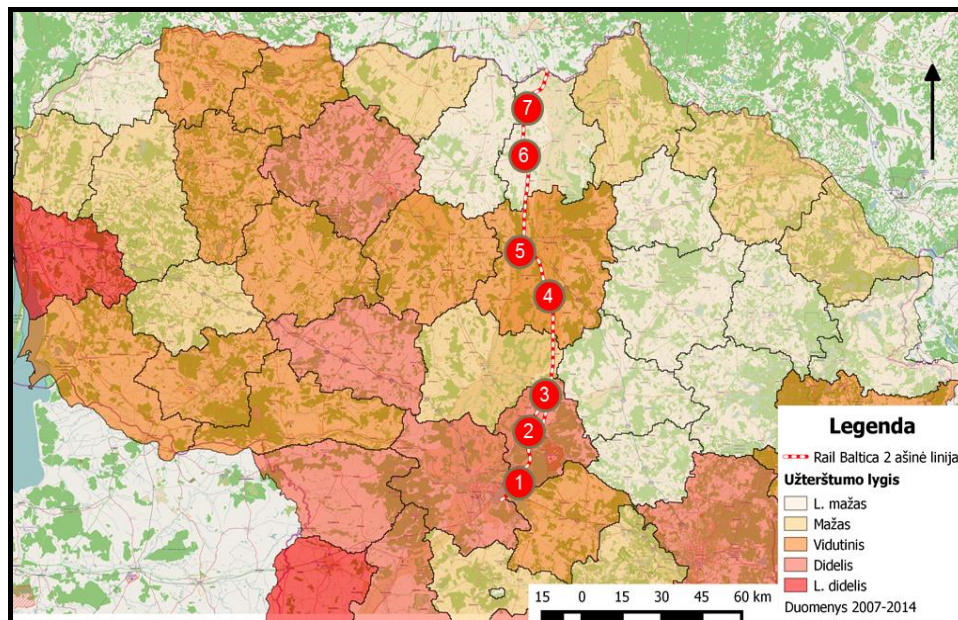 7
6
5
4
3
2
1
Legenda
Rail Baltica 2 ašinė linija
Užterštumo lygis
L. mažas
Mažas
Vidutinis
Didelis
L. didelis
Duomenys 2007-2014
15 0 15 30 45 60 km